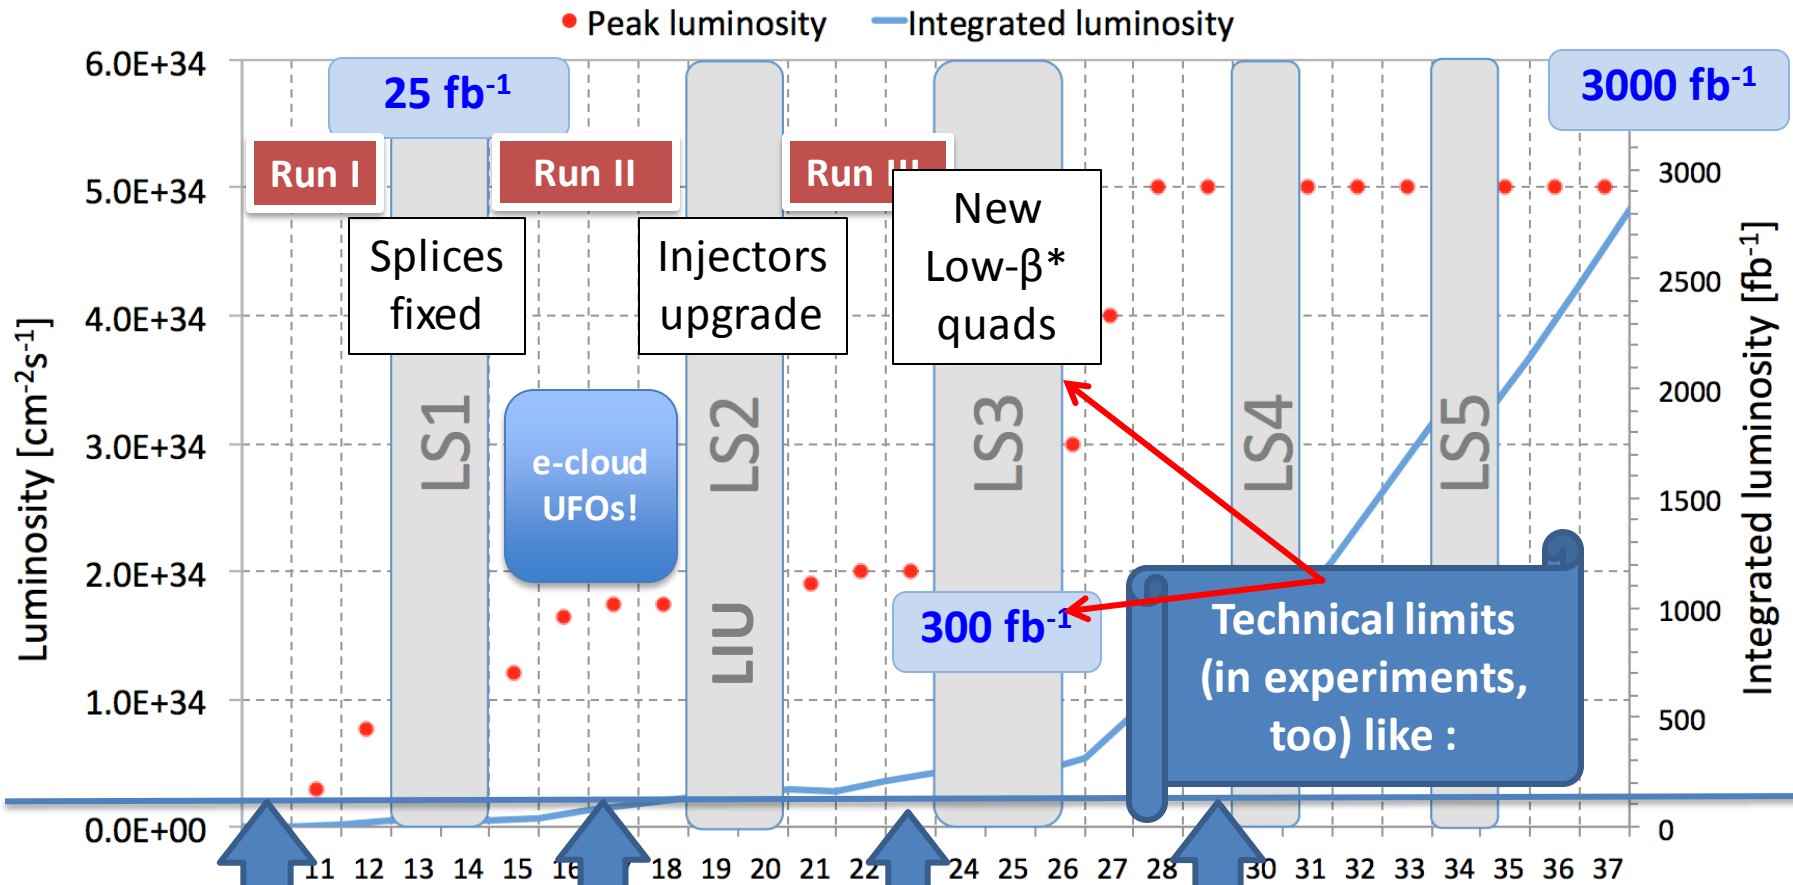 Peak luminosity
Integrated luminosity
6.0E+34
5.0E+34
4.0E+34
3.0E+34
2.0E+34
1.0E+34
0.0E+00
Luminosity [cm-2s-1]
25 fb-1
3000 fb-1
Run I
Run II
Run III
Splices
fixed
Injectors
upgrade
New
Low-β*
quads
LS1
LS2
LS3
LS4
LS5
e-cloud
UFOs!
LIU
300 fb-1
Technical limits
(in experiments,
too) like :
3000
2500
2000
1500
1000
500
0
Integrated luminosity [fb-1]
11 12 13 14 15 16 18 19 20 21 22 24 25 26 27 28 30 31 32 33 34 35 36 37